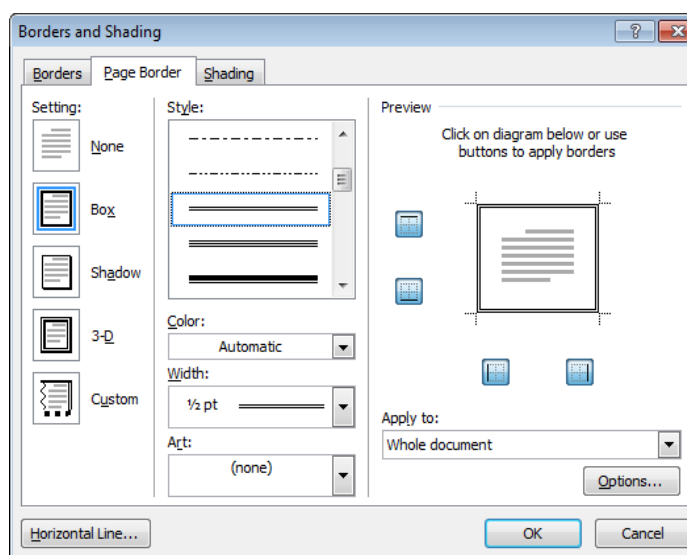 Borders and Shading
Borders
Page Border
Shading
Setting:
None
Box
Shadow
3-D
Custom
Style:
Color:
Automatic
Width:
½ pt
Art:
(none)
Preview
Click on diagram below or use
buttons to apply borders
Apply to:
Whole document
Options...
Horizontal Line...
OK
Cancel